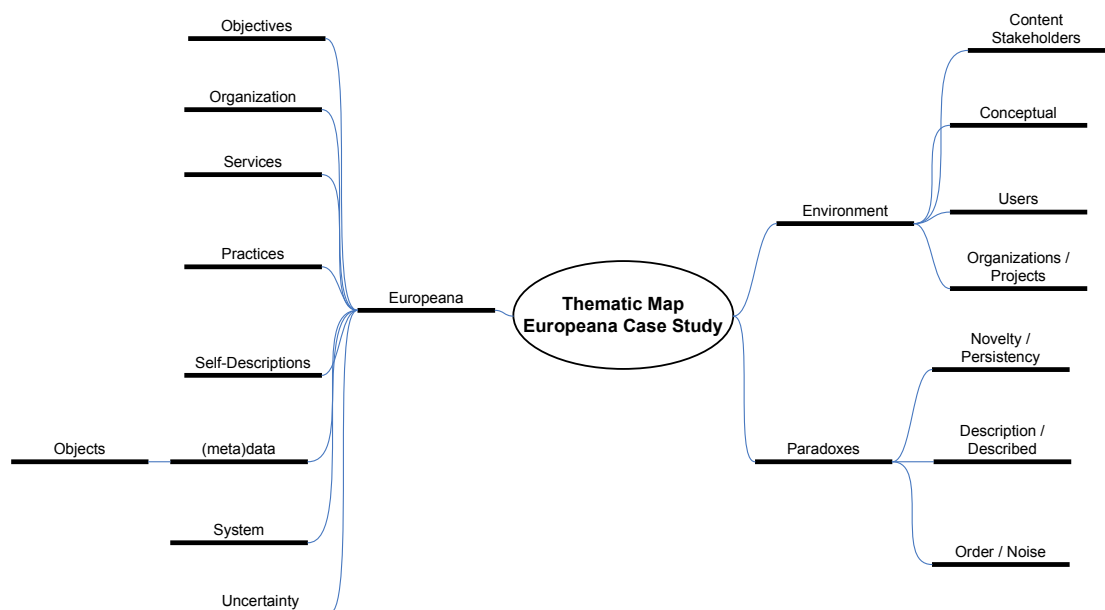 Objectives
Organization
Services
Practices
Europeana
Self-Descriptions
Objects
(meta)data
System
Uncertainty
Thematic Map
Europeana Case Study
Environment
Content
Stakeholders
Conceptual
Users
Organizations /
Projects
Paradoxes
Novelty /
Persistency
Description /
Described
Order / Noise